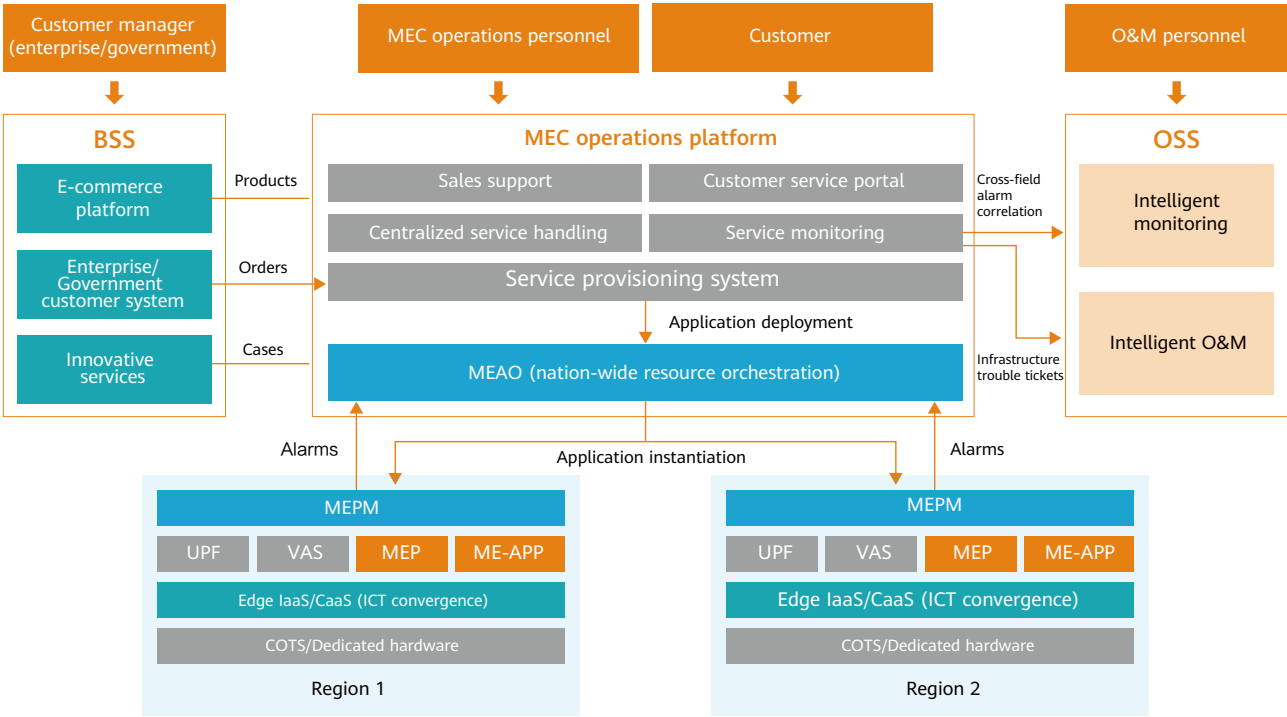 Customer manager
(enterprise/government)
MEC operations personnel
Customer
O&M personnel
BSS
MEC operations platform
OSS
E-commerce
platform
Products
Sales support
Customer service portal
Cross-field
alarm
correlation
Intelligent
monitoring
Centralized service handling
Service monitoring
Enterprise/
Government
customer system
Orders
Service provisioning system
Application deployment
Innovative
services
Cases
MEAO (nation-wide resource orchestration)
Infrastructure
trouble tickets
Intelligent O&M
Alarms
Application instantiation
Alarms
MEPM
UPF
VAS
MEP
ME-APP
Edge IaaS/CaaS (ICT convergence)
COTS/Dedicated hardware
Region 1
MEPM
UPF
VAS
MEP
ME-APP
Edge IaaS/CaaS (ICT convergence)
COTS/Dedicated hardware
Region 2